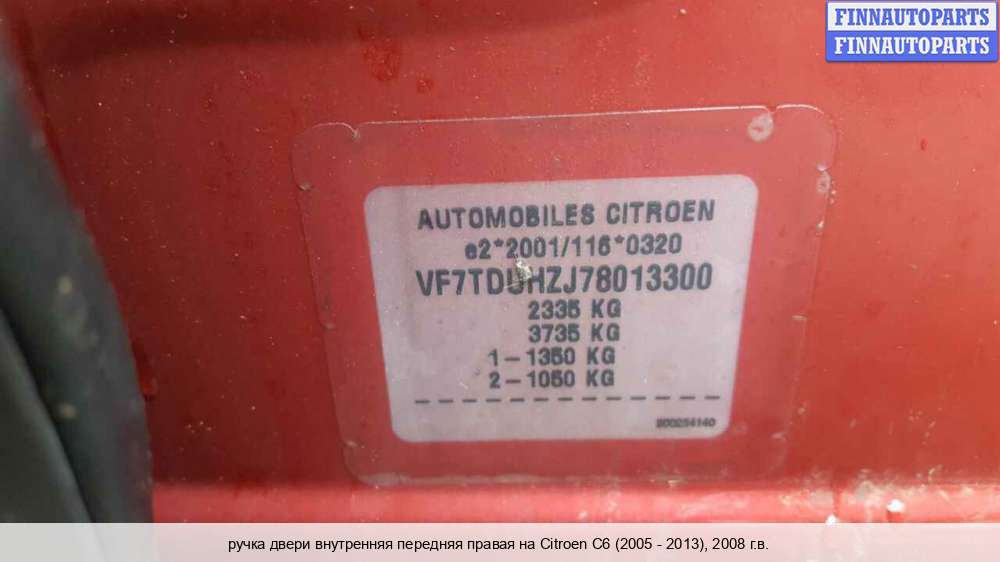 FINNAUTOPARTS
FINNAUTOPARTS
AUTOMOBILES CITROEN
e2*2001/116*0320
VF7TDUHZJ78013300
2335 KG
3735 KG
1-1350 KG
2-1050 KG
ручка двери внутренняя передняя правая на Citroen C6 (2005 - 2013), 2008 г.в.